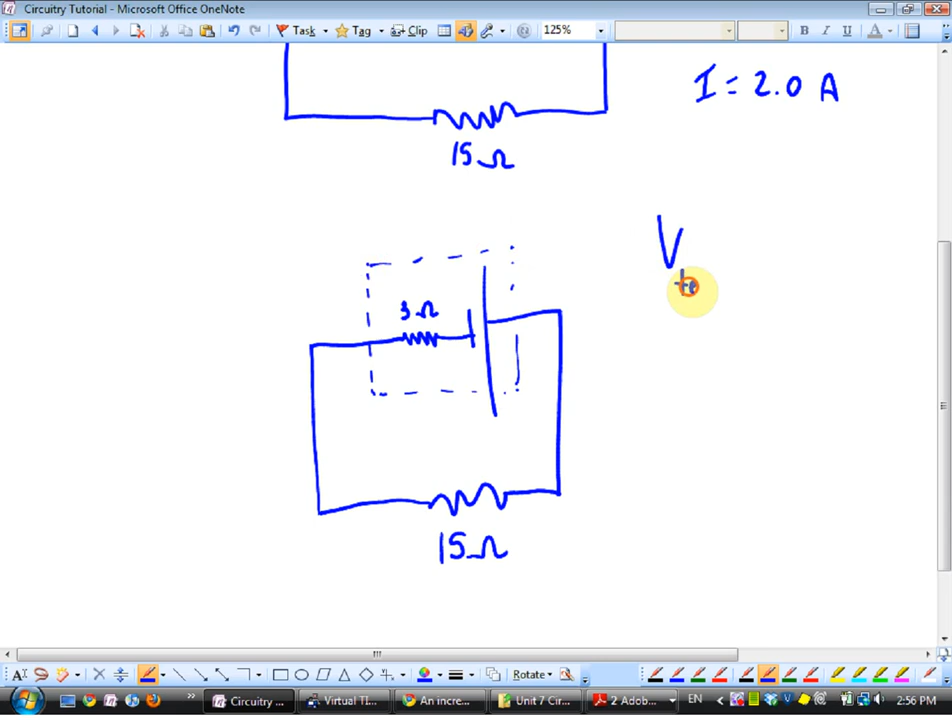 Circuitry Tutorial - Microsoft Office OneNote
Task
Tag
Clip
125%
B I U A
I = 2.0 A
15 Ω
V
3 Ω
15 Ω
Rotate
Circuitry ...
Virtual TI...
An incre...
Unit 7 Cir...
2 Adob...
EN
2:56 PM